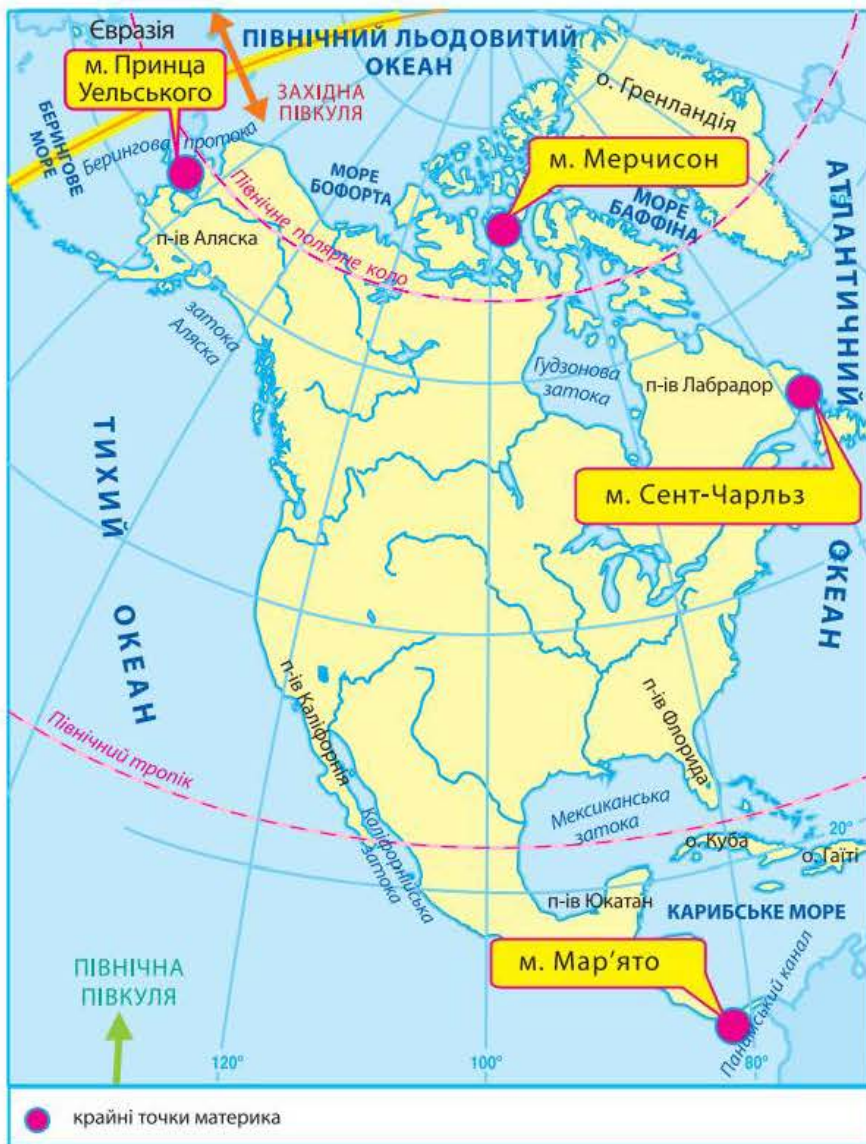 Євразія
м. Принца
Уельського
ПІВНІЧНИЙ ЛЬОДОВИТИЙ
ОКЕАН
ЗАХІДНА
ПІВКУЛЯ
о. Гренландія
БЕРИНГОВЕ
МОРЕ
Берингова протока
МОРЕ
БОФОРТА
м. Мерчисон
МОРЕ
БАФФІНА
АТЛАНТИЧНИЙ
ОКЕАН
п-ів Аляска
Північне полярне коло
затока
Аляска
Гудзонова
затока
п-ів Лабрадор
м. Сент-Чарльз
ТИХИЙ
ОКЕАН
п-ів Каліфорнія
п-ів Флорида
Північний тропік
Каліфорнійська
затока
Мексиканська
затока
о. Куба
20°
о. Гаїті
п-ів Юкатан
КАРИБСЬКЕ МОРЕ
м. Мар’ято
Панамський канал
ПІВНІЧНА
ПІВКУЛЯ
120°
100°
80°
крайні точки материка